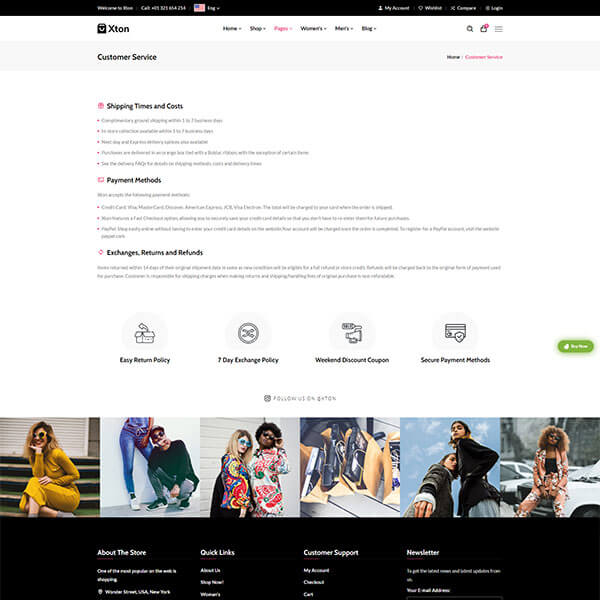 Welcome to Xton Call: +01 323 654 254 Eng My Account Wishlist Compare Login
Xton Home Shop Pages Women's Men's Blog
Customer Service Home Customer Service
Shipping Times and Costs
Complimentary ground shipping within 1 to 7 business days
In-store collection available within 1 to 7 business days
Next-day and Express delivery options also available
Purchases are delivered in an orange box tied with a Bolduc ribbon, with the exception of certain items
See the delivery FAQs for details on shipping methods, costs and delivery times
Payment Methods
Xton accepts the following payment methods:
Credit Card: Visa, MasterCard, Discover, American Express, JCB, Visa Electron. The total will be charged to your card when the order is shipped.
Xton features a Fast Checkout option, allowing you to securely save your credit card details so that you don't have to re-enter them for future purchases.
PayPal: Shop easily online without having to enter your credit card details on the website.Your account will be charged once the order is completed. To register for a PayPal account, visit the website
paypal.com.
Exchanges, Returns and Refunds
Items returned within 14 days of their original shipment date in same as new condition will be eligible for a full refund or store credit. Refunds will be charged back to the original form of payment used
for purchase. Customer is responsible for shipping charges when making returns and shipping/handling fees of original purchase is non-refundable.
Buy Now
Easy Return Policy 7 Day Exchange Policy Weekend Discount Coupon Secure Payment Methods
FOLLOW US ON @XTON
About The Store Quick Links Customer Support Newsletter
One of the most popular on the web is About Us My Account To get the latest news and latest updates from
shopping. Shop Now! Checkout us.
Wonder Street, USA, New York Women's Cart Your E-mail Address: